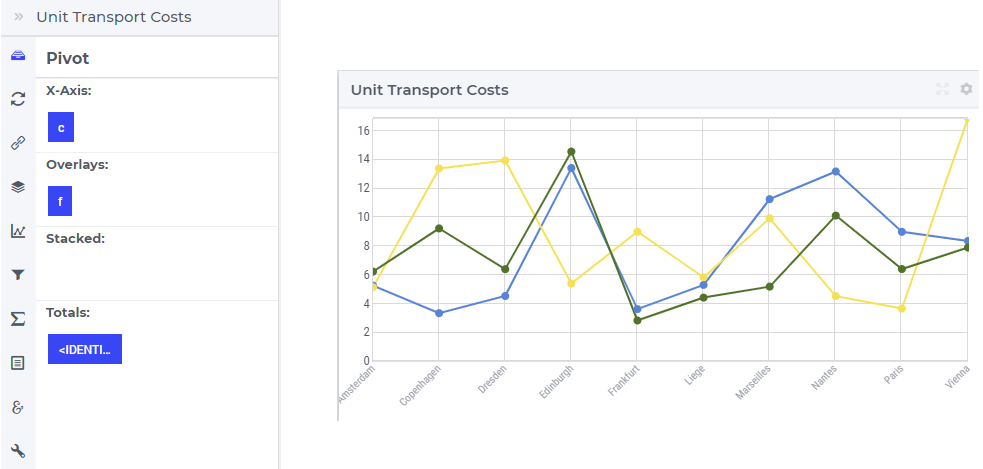 » Unit Transport Costs
Pivot
X-Axis:
c
Overlays:
f
Stacked:
Totals:
<IDENTI...
Unit Transport Costs
16
14
12
10
8
6
4
2
0
Amsterdam
Copenhagen
Dresden
Edinburgh
Frankfurt
Liege
Marseilles
Nantes
Paris
Vienna